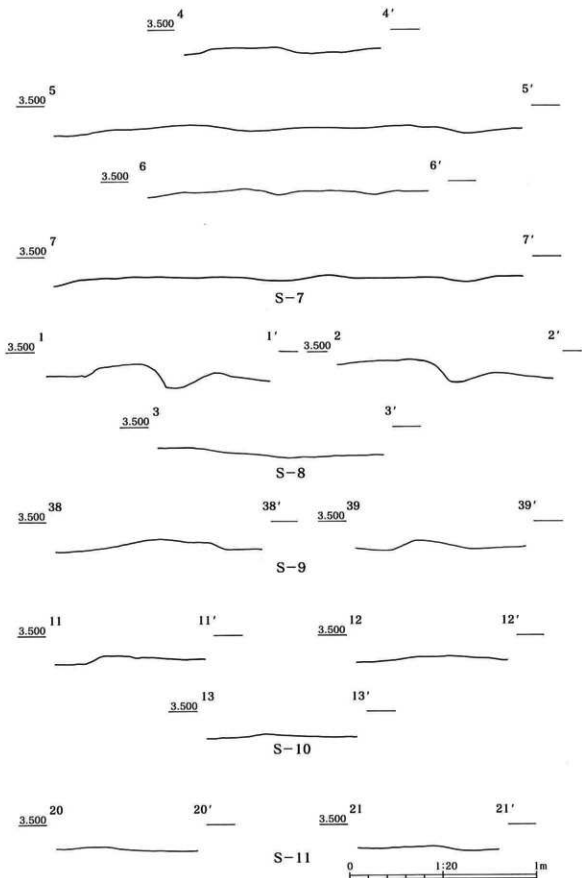 3.500 4 4′
3.500 5 5′
3.500 6 6′
3.500 7 7′
S-7
3.500 1 1′ 3.500 2 2′
3.500 3 3′
S-8
3.500 38 38′ 3.500 39 39′
S-9
3.500 11 11′ 3.500 12 12′
3.500 13 13′
S-10
3.500 20 20′ 3.500 21 21′
S-11
0 1:20 1m